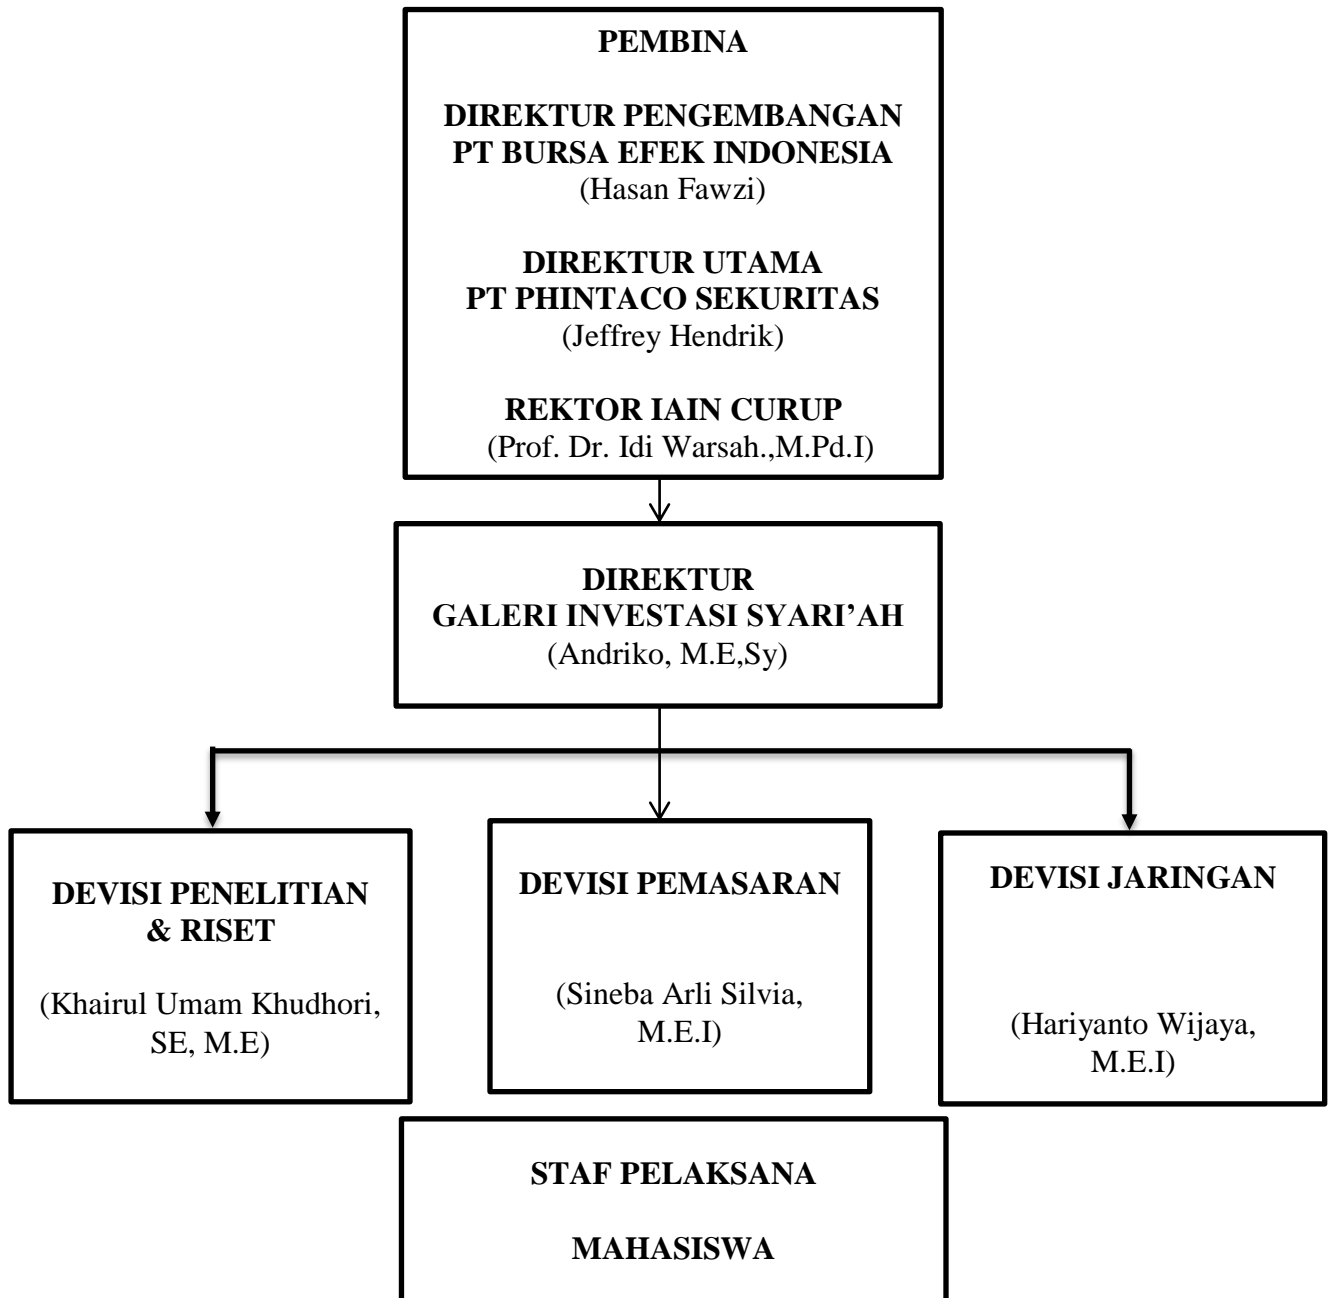 PEMBINA
DIREKTUR PENGEMBANGAN
PT BURSA EFEK INDONESIA
(Hasan Fawzi)
DIREKTUR UTAMA
PT PHINTACO SEKURITAS
(Jeffrey Hendrik)
REKTOR IAIN CURUP
(Prof. Dr. Idi Warsah.,M.Pd.I)
DIREKTUR
GALERI INVESTASI SYARI’AH
(Andriko, M.E,Sy)
DEVISI PENELITIAN
& RISET
(Khairul Umam Khudhori,
SE, M.E)
DEVISI PEMASARAN
(Sineba Arli Silvia,
M.E.I)
DEVISI JARINGAN
(Hariyanto Wijaya,
M.E.I)
STAF PELAKSANA
MAHASISWA